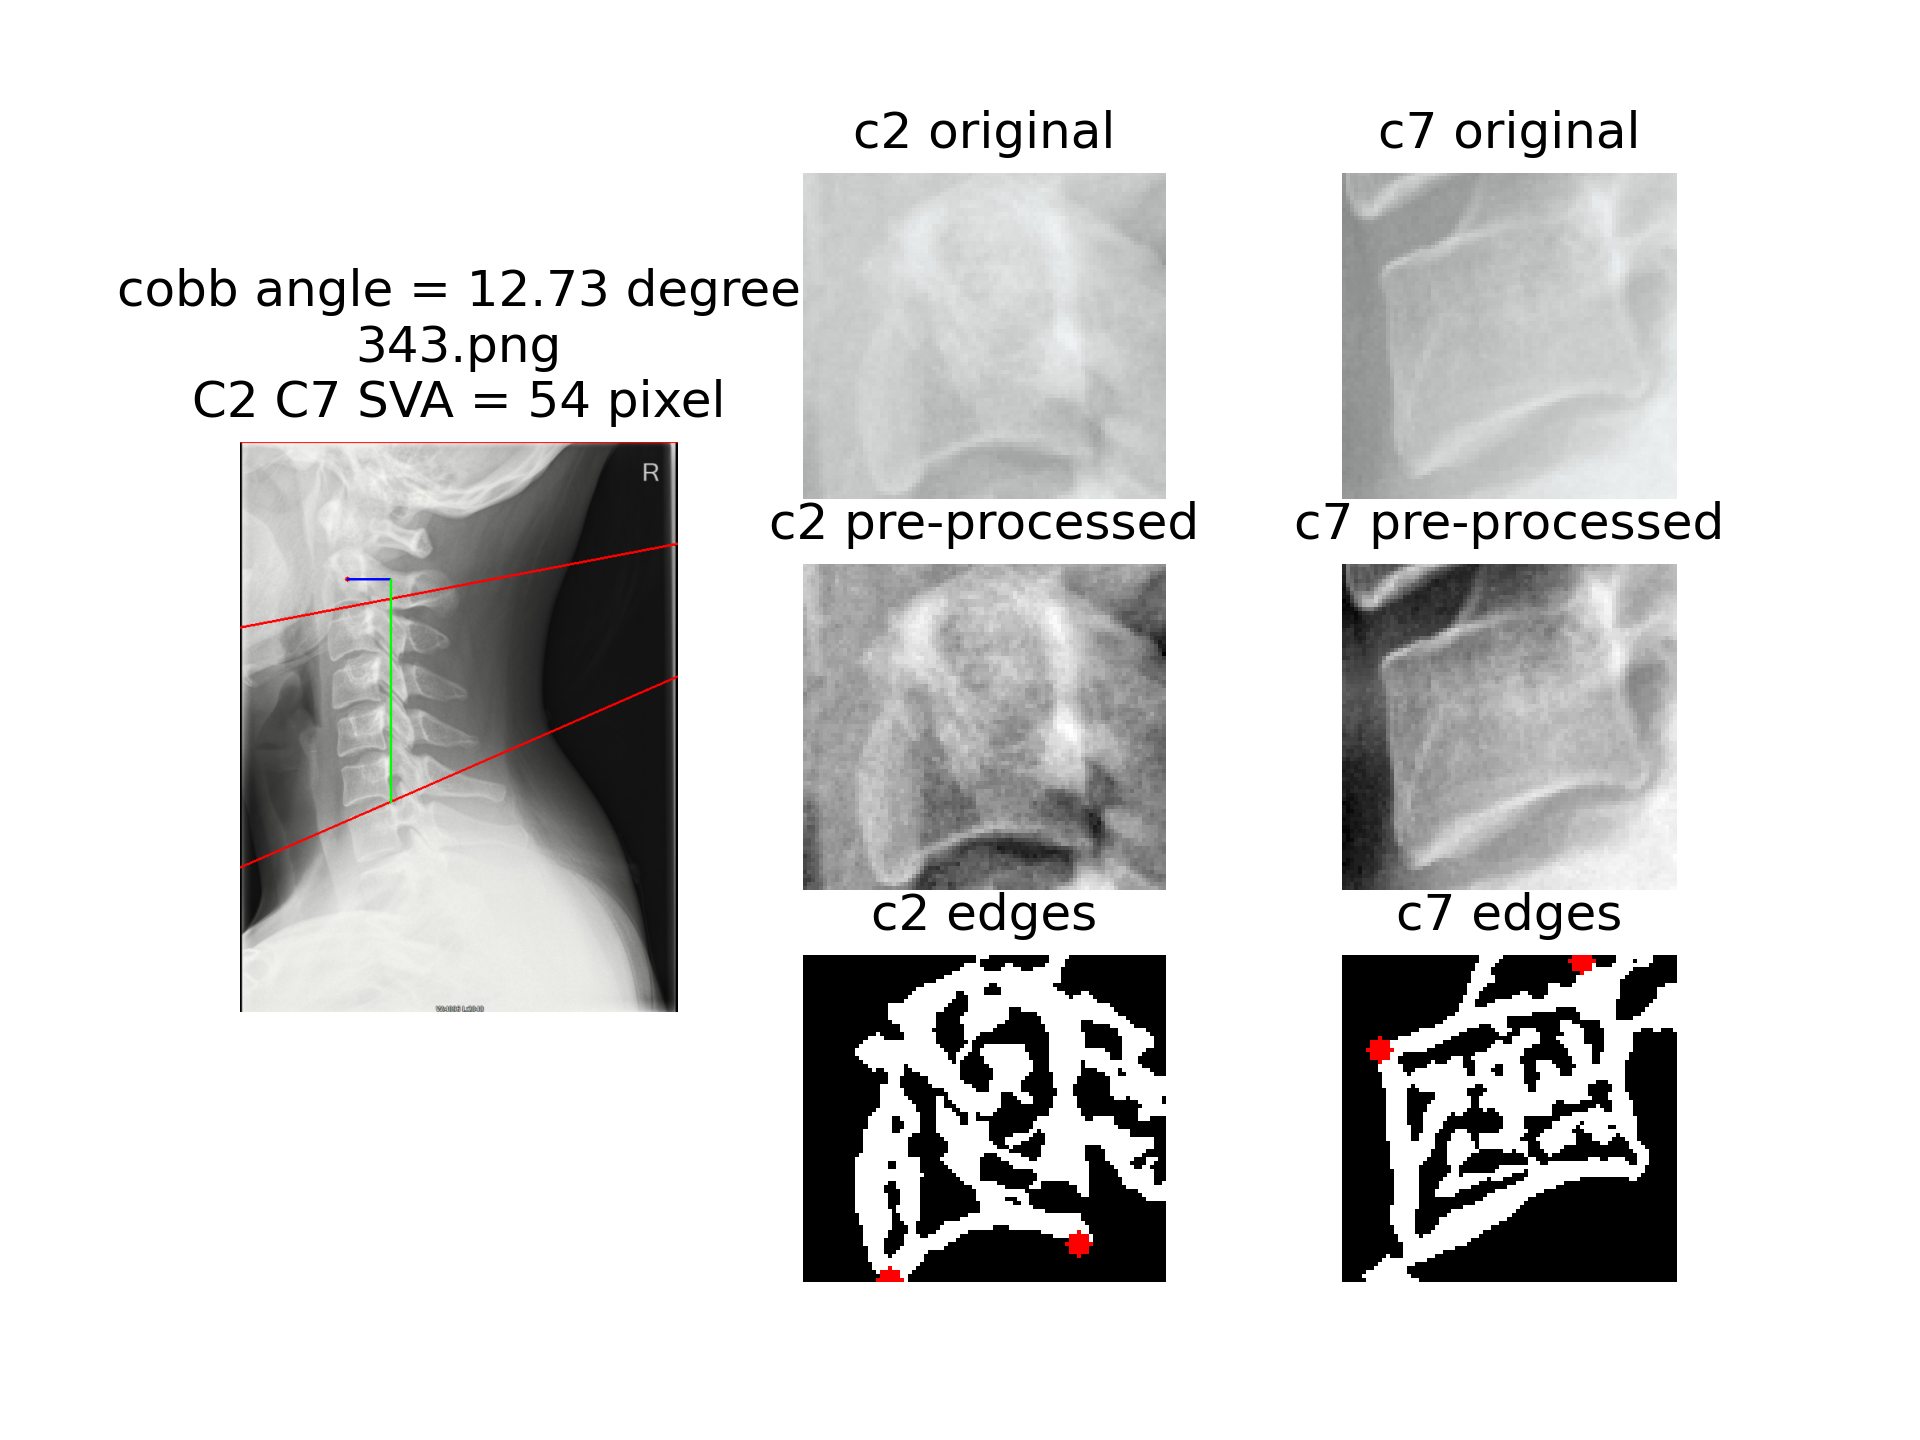 cobb angle = 12.73 degree
343.png
C2 C7 SVA = 54 pixel
R
c2 original
c7 original
c2 pre-processed
c7 pre-processed
c2 edges
c7 edges